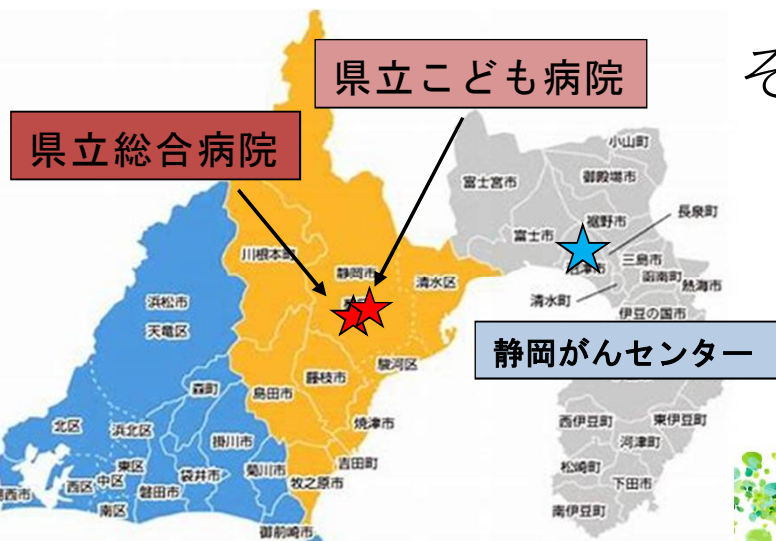 そ
県立こども病院
県立総合病院
小山町
富士宮市
御殿場市
裾野市
長泉町
富士市
川根本町
静岡市
清水区
三島市
函南町
熱海市
清水町
伊豆の国市
浜松市
天竜区
静岡がんセンター
駿河区
藤枝市
島田市
森町
焼津市
西伊豆町
東伊豆町
北区
浜北区
掛川市
吉田町
河津町
東区
中区
西区
袋井市
菊川市
牧之原市
松崎町
下田市
磐田市
南区
南伊豆町
御前崎市